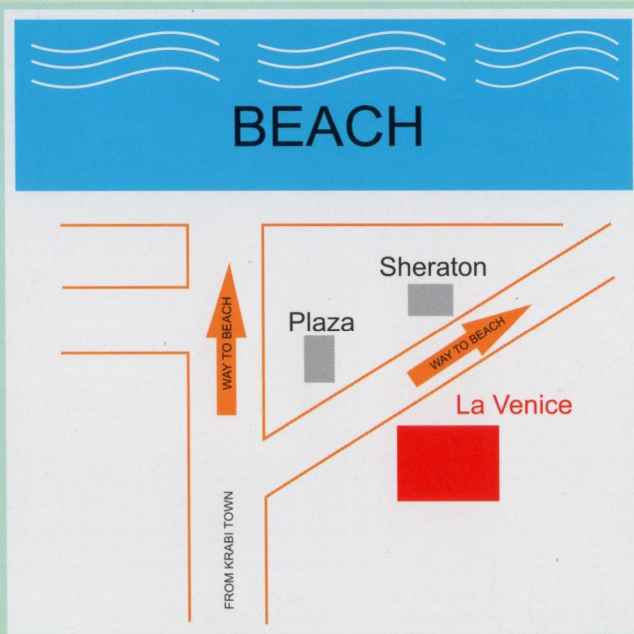 BEACH
Sheraton
Plaza
WAY TO BEACH
WAY TO BEACH
La Venice
FROM KRABI TOWN